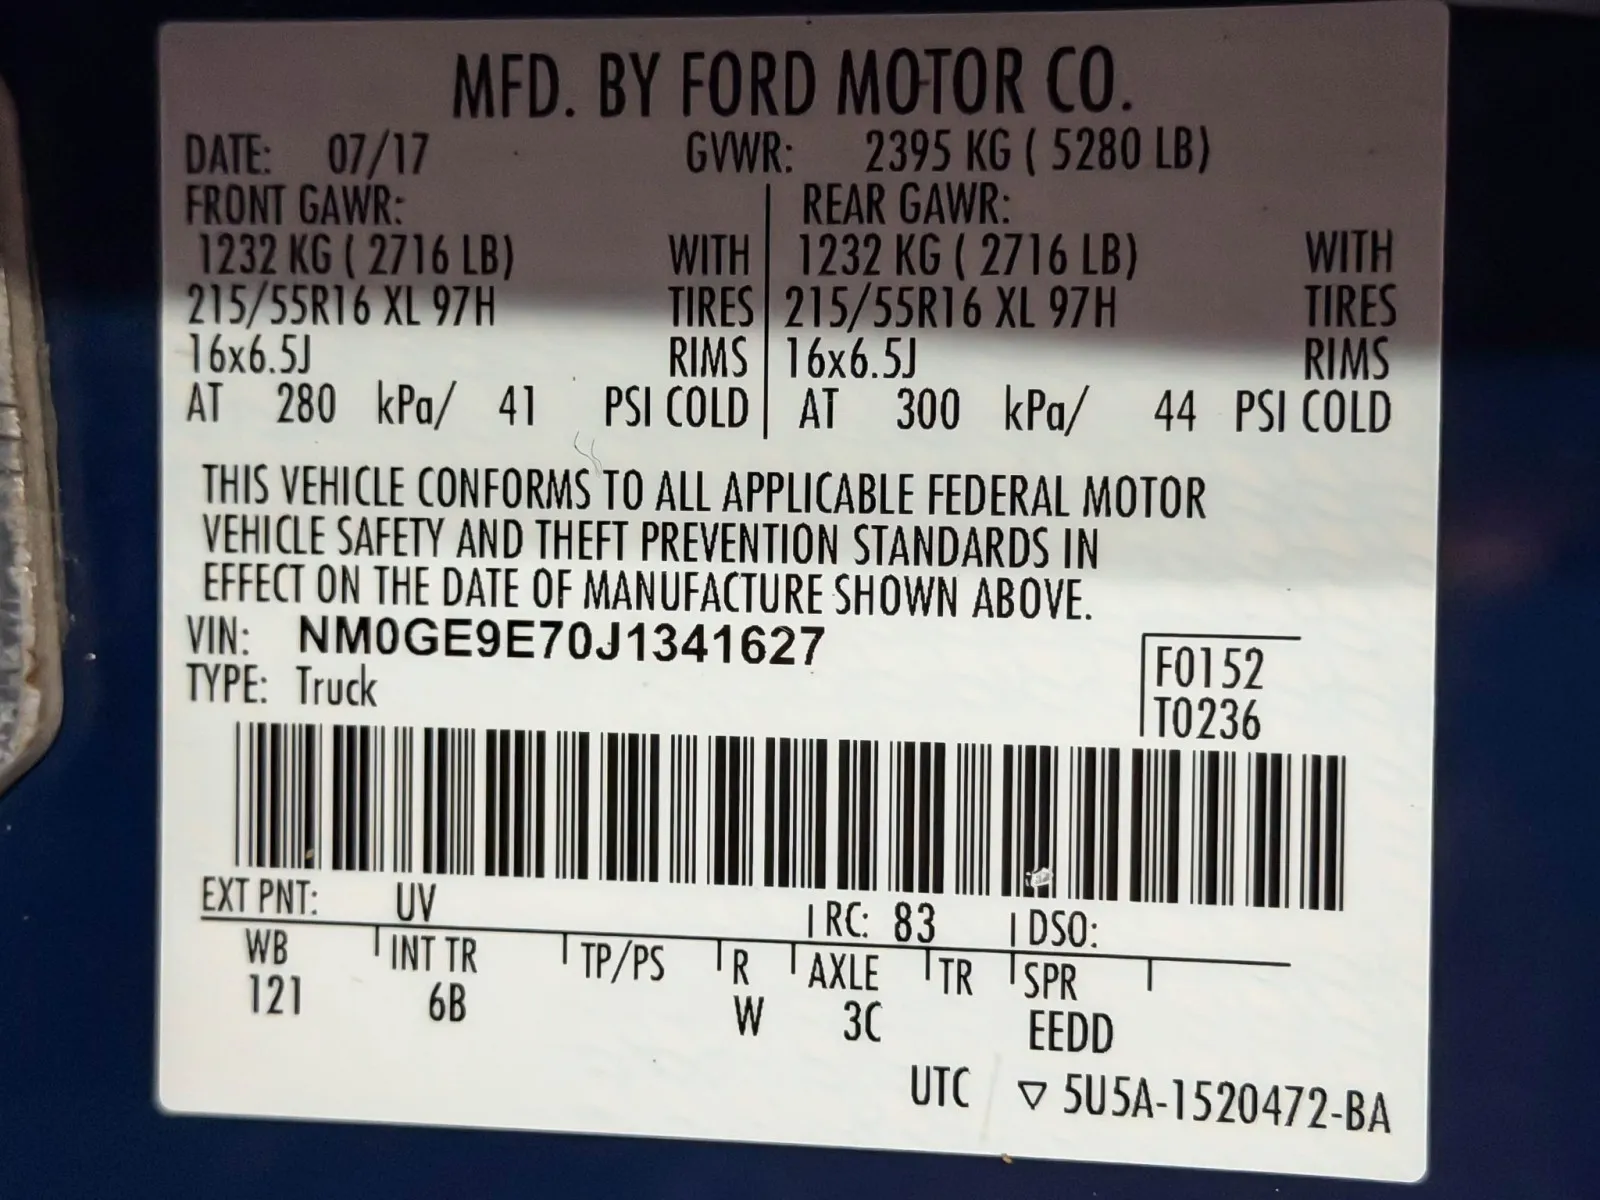 MFD. BY FORD MOTOR CO.
DATE: 07/17 GVWR: 2395 KG ( 5280 LB)
FRONT GAWR: REAR GAWR:
1232 KG ( 2716 LB) WITH 1232 KG ( 2716 LB) WITH
215/55R16 XL 97H TIRES 215/55R16 XL 97H TIRES
16x6.5J RIMS 16x6.5J RIMS
AT 280 kPa/ 41 PSI COLD AT 300 kPa/ 44 PSI COLD
THIS VEHICLE CONFORMS TO ALL APPLICABLE FEDERAL MOTOR
VEHICLE SAFETY AND THEFT PREVENTION STANDARDS IN
EFFECT ON THE DATE OF MANUFACTURE SHOWN ABOVE.
VIN: NM0GE9E70J1341627
F0152
TYPE: Truck
T0236
EXT PNT: UV RC: 83 DSO:
WB INT TR TP/PS R AXLE TR SPR
121 6B W 3C EEDD
UTC ▽ 5U5A-1520472-BA